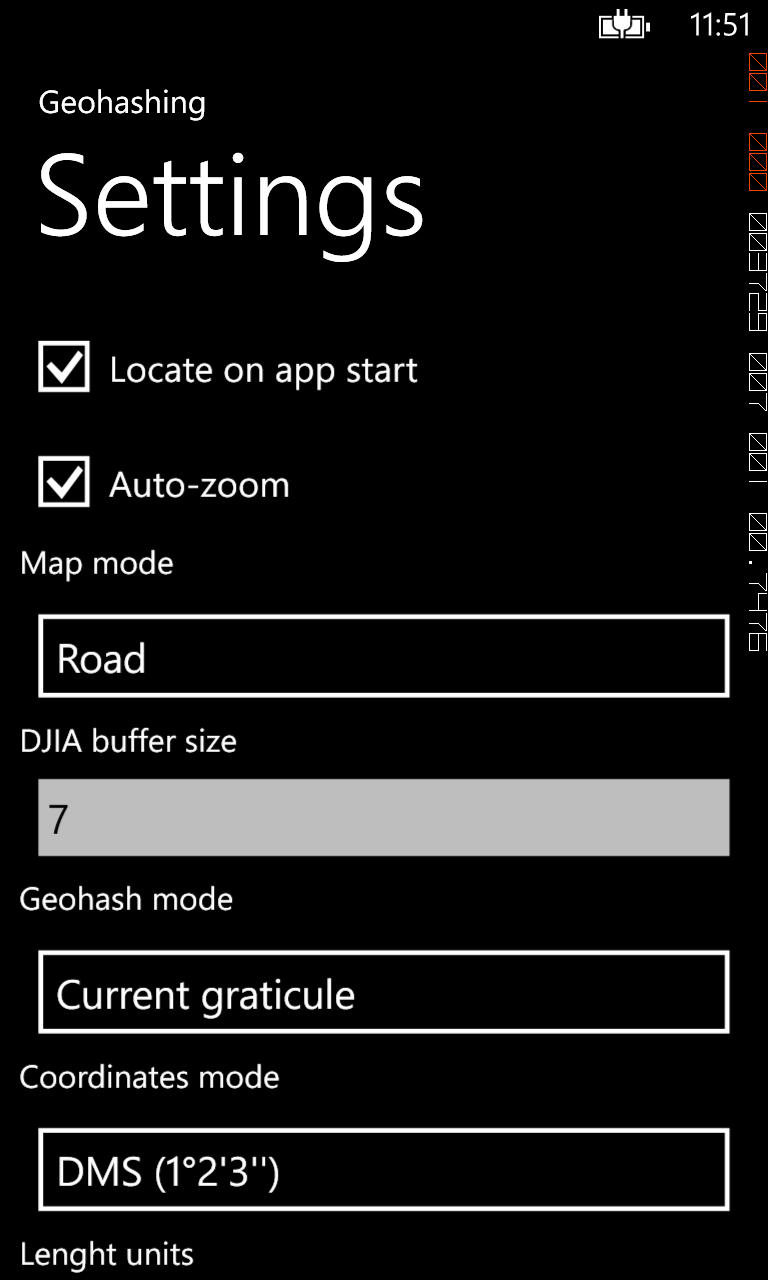 11:51
Geohashing
Settings
Locate on app start
Auto-zoom
Map mode
Road
DJIA buffer size
7
Geohash mode
Current graticule
Coordinates mode
DMS (1°2'3'')
Lenght units